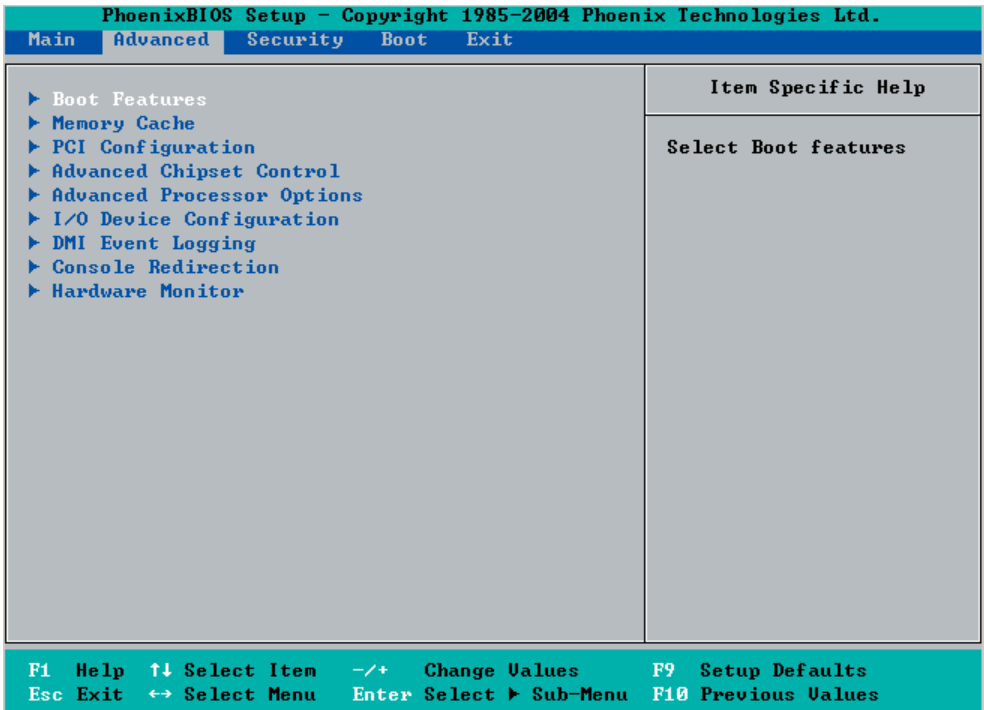 PhoenixBIOS Setup - Copyright 1985-2004 Phoenix Technologies Ltd.
Main Advanced Security Boot Exit
▶ Boot Features
▶ Memory Cache
▶ PCI Configuration
▶ Advanced Chipset Control
▶ Advanced Processor Options
▶ I/O Device Configuration
▶ DMI Event Logging
▶ Console Redirection
▶ Hardware Monitor
Item Specific Help
Select Boot features
F1 Help ↑↓ Select Item -/+ Change Values F9 Setup Defaults
Esc Exit ↔ Select Menu Enter Select ▶ Sub-Menu F10 Previous Values